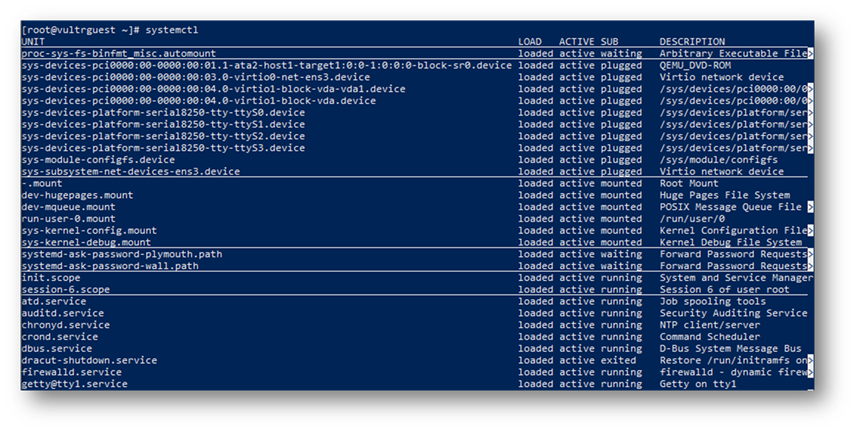 [root@vultrguest ~]# systemctl
UNIT LOAD ACTIVE SUB DESCRIPTION
proc-sys-fs-binfmt_misc.automount loaded active waiting Arbitrary Executable File>
sys-devices-pci0000:00-0000:00:01.1-ata2-host1-target1:0:0-1:0:0:0-block-sr0.device loaded active plugged QEMU_DVD-ROM
sys-devices-pci0000:00-0000:00:03.0-virtio0-net-ens3.device loaded active plugged Virtio network device
sys-devices-pci0000:00-0000:00:04.0-virtio1-block-vda-vda1.device loaded active plugged /sys/devices/pci0000:00/0>
sys-devices-pci0000:00-0000:00:04.0-virtio1-block-vda.device loaded active plugged /sys/devices/pci0000:00/0>
sys-devices-platform-serial8250-tty-ttyS0.device loaded active plugged /sys/devices/platform/ser>
sys-devices-platform-serial8250-tty-ttyS1.device loaded active plugged /sys/devices/platform/ser>
sys-devices-platform-serial8250-tty-ttyS2.device loaded active plugged /sys/devices/platform/ser>
sys-devices-platform-serial8250-tty-ttyS3.device loaded active plugged /sys/devices/platform/ser>
sys-module-configfs.device loaded active plugged /sys/module/configfs
sys-subsystem-net-devices-ens3.device loaded active plugged Virtio network device
-.mount loaded active mounted Root Mount
dev-hugepages.mount loaded active mounted Huge Pages File System
dev-mqueue.mount loaded active mounted POSIX Message Queue File >
run-user-0.mount loaded active mounted /run/user/0
sys-kernel-config.mount loaded active mounted Kernel Configuration File>
sys-kernel-debug.mount loaded active mounted Kernel Debug File System
systemd-ask-password-plymouth.path loaded active waiting Forward Password Requests>
systemd-ask-password-wall.path loaded active waiting Forward Password Requests>
init.scope loaded active running System and Service Manager
session-6.scope loaded active running Session 6 of user root
atd.service loaded active running Job spooling tools
auditd.service loaded active running Security Auditing Service
chronyd.service loaded active running NTP client/server
crond.service loaded active running Command Scheduler
dbus.service loaded active running D-Bus System Message Bus
dracut-shutdown.service loaded active exited Restore /run/initramfs on>
firewalld.service loaded active running firewalld - dynamic firew>
getty@tty1.service loaded active running Getty on tty1